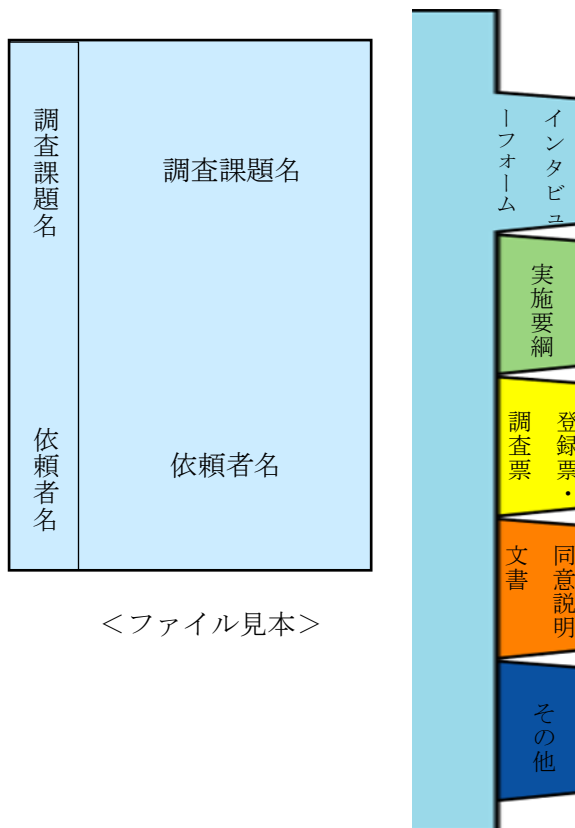 調査課題名
依頼者名
調査課題名
依頼者名
＜ファイル見本＞
インタビュ
ーフォーム
実施要綱
登録票・
調査票
同意説明
文書
その他